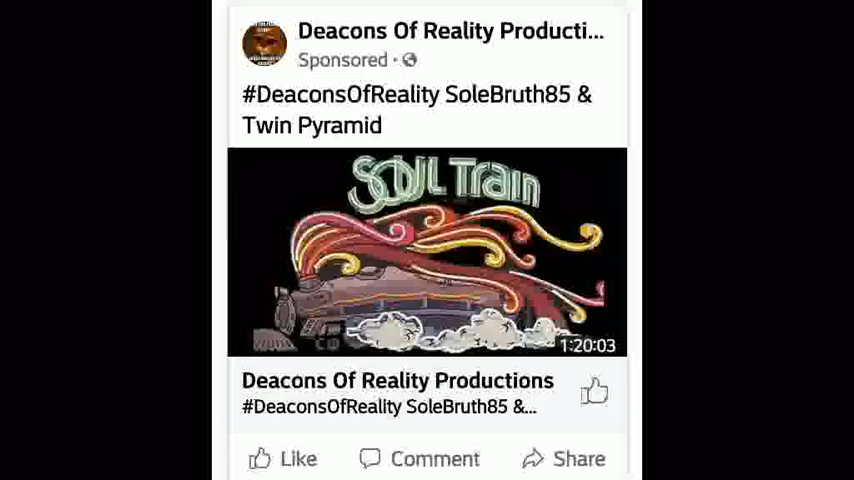 Deacons Of Reality Producti...
Sponsored ·
#DeaconsOfReality SoleBruth85 &
Twin Pyramid
SOUL Train
1:20:03
Deacons Of Reality Productions
#DeaconsOfReality SoleBruth85 &...
Like Comment Share